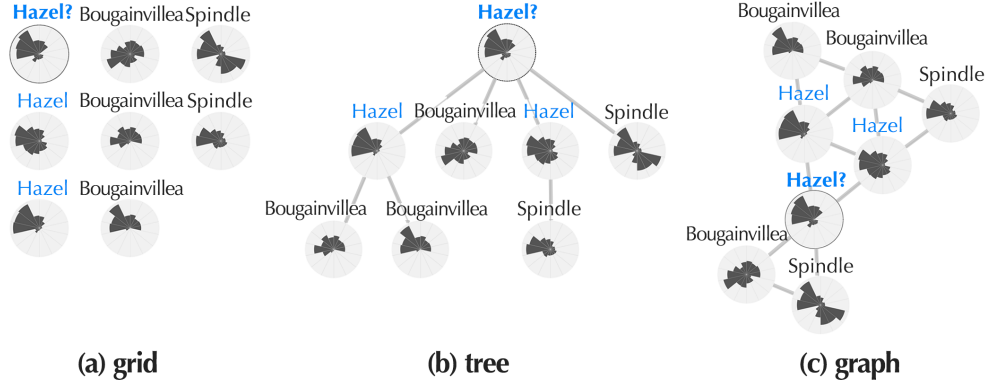 Hazel? Bougainvillea Spindle
Hazel Bougainvillea Spindle
Hazel Bougainvillea
(a) grid
Hazel?
Hazel Bougainvillea Hazel Spindle
Bougainvillea Bougainvillea Spindle
(b) tree
Bougainvillea
Bougainvillea
Spindle
Hazel
Hazel
Hazel?
Bougainvillea
Spindle
(c) graph